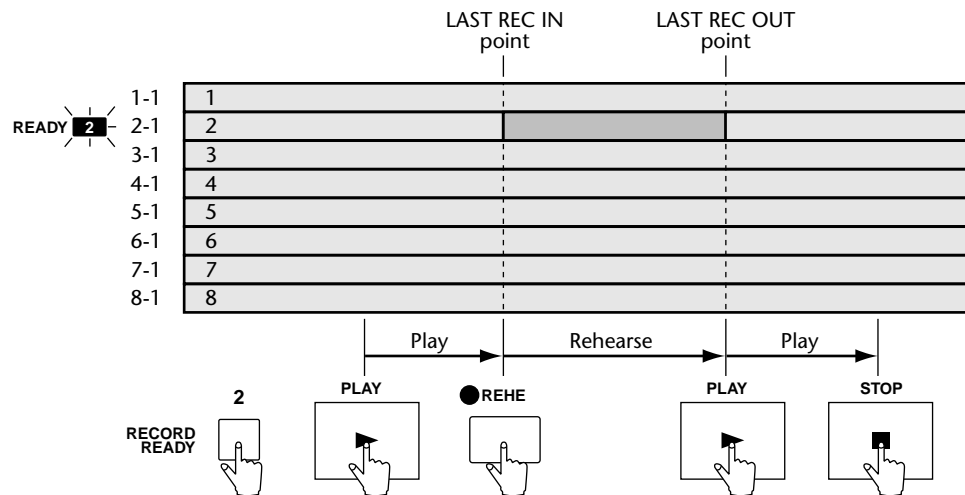 LAST REC IN
point
LAST REC OUT
point
1-1 1
READY 2 2-1 2
3-1 3
4-1 4
5-1 5
6-1 6
7-1 7
8-1 8
Play Rehearse Play
2 PLAY REHE PLAY STOP
RECORD
READY